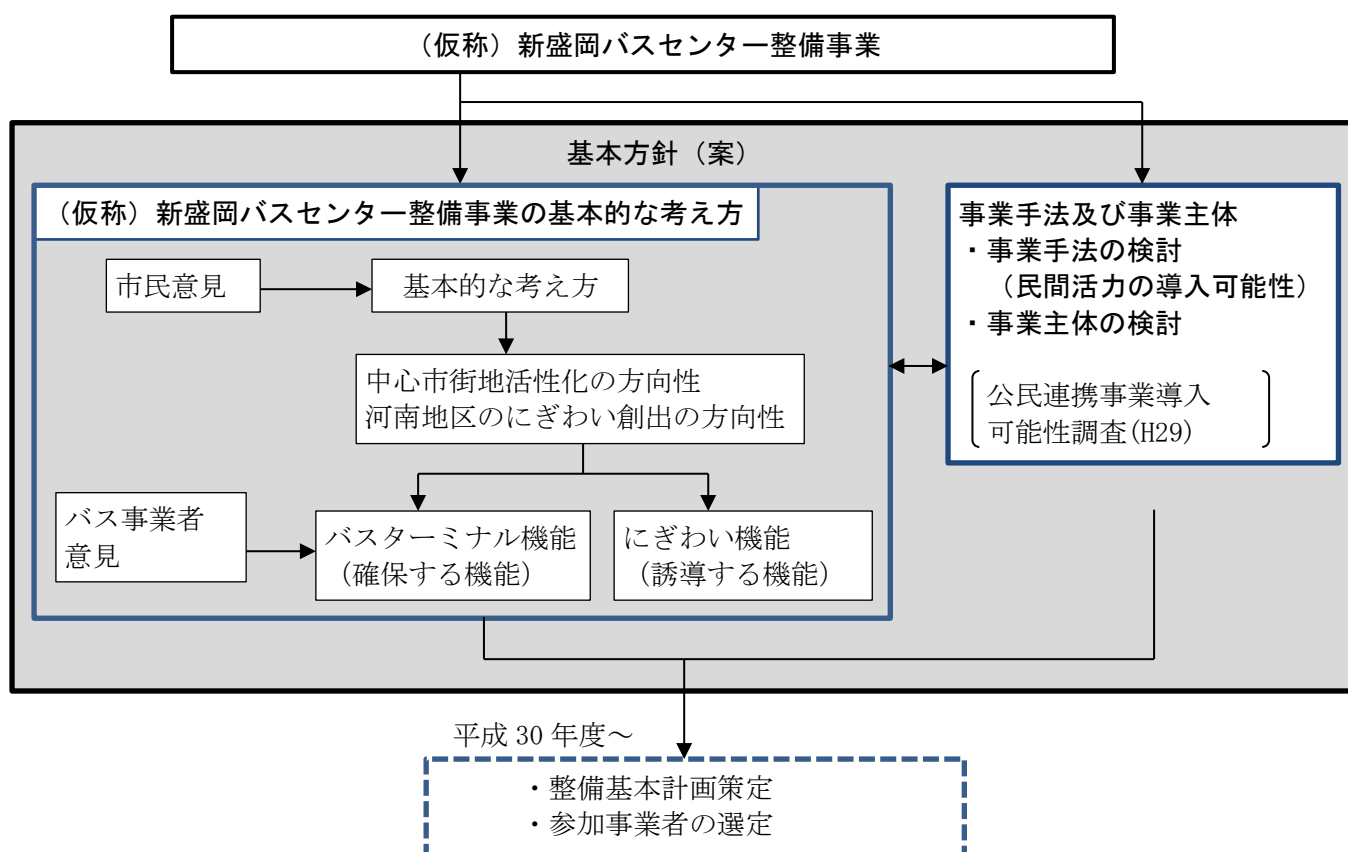 （仮称）新盛岡バスセンター整備事業
基本方針（案）
（仮称）新盛岡バスセンター整備事業の基本的な考え方
市民意見
基本的な考え方
中心市街地活性化の方向性
河南地区のにぎわい創出の方向性
バス事業者
意見
バスターミナル機能
（確保する機能）
にぎわい機能
（誘導する機能）
事業手法及び事業主体
・事業手法の検討
（民間活力の導入可能性）
・事業主体の検討
公民連携事業導入
可能性調査(H29)
平成 30 年度～
・整備基本計画策定
・参加事業者の選定